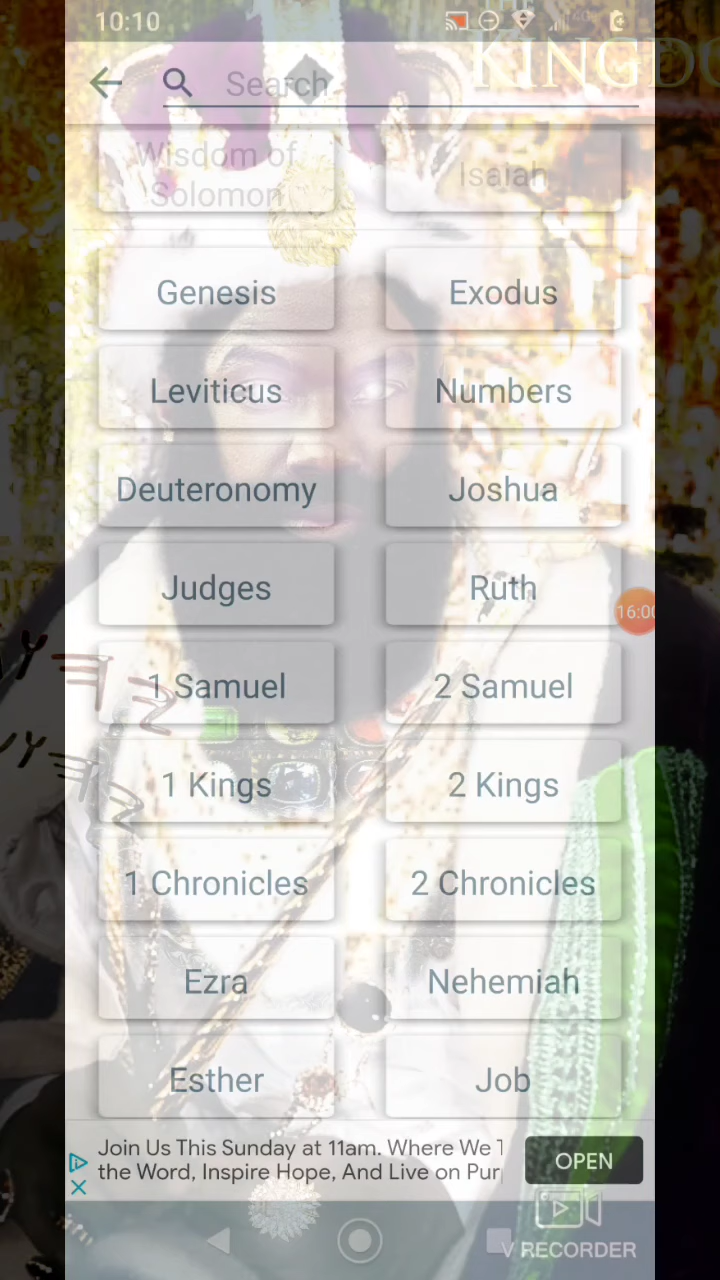 10:10
KINGDO
Search
Wisdom of
Solomon
Isaiah
Genesis
Exodus
Leviticus
Numbers
Deuteronomy
Joshua
Judges
Ruth
16:00
1 Samuel
2 Samuel
1 Kings
2 Kings
1 Chronicles
2 Chronicles
Ezra
Nehemiah
Esther
Job
Join Us This Sunday at 11am. Where We T
the Word, Inspire Hope, And Live on Pur
OPEN
V RECORDER